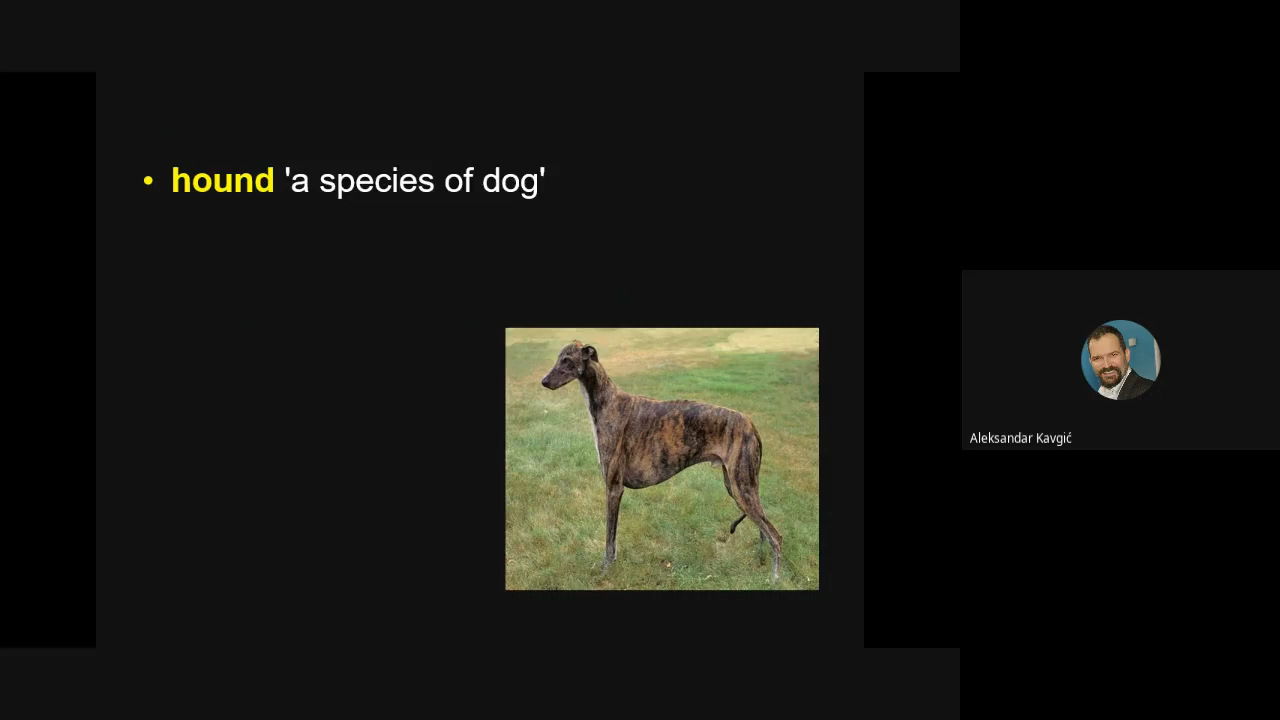 • hound 'a species of dog'
Aleksandar Kavgić